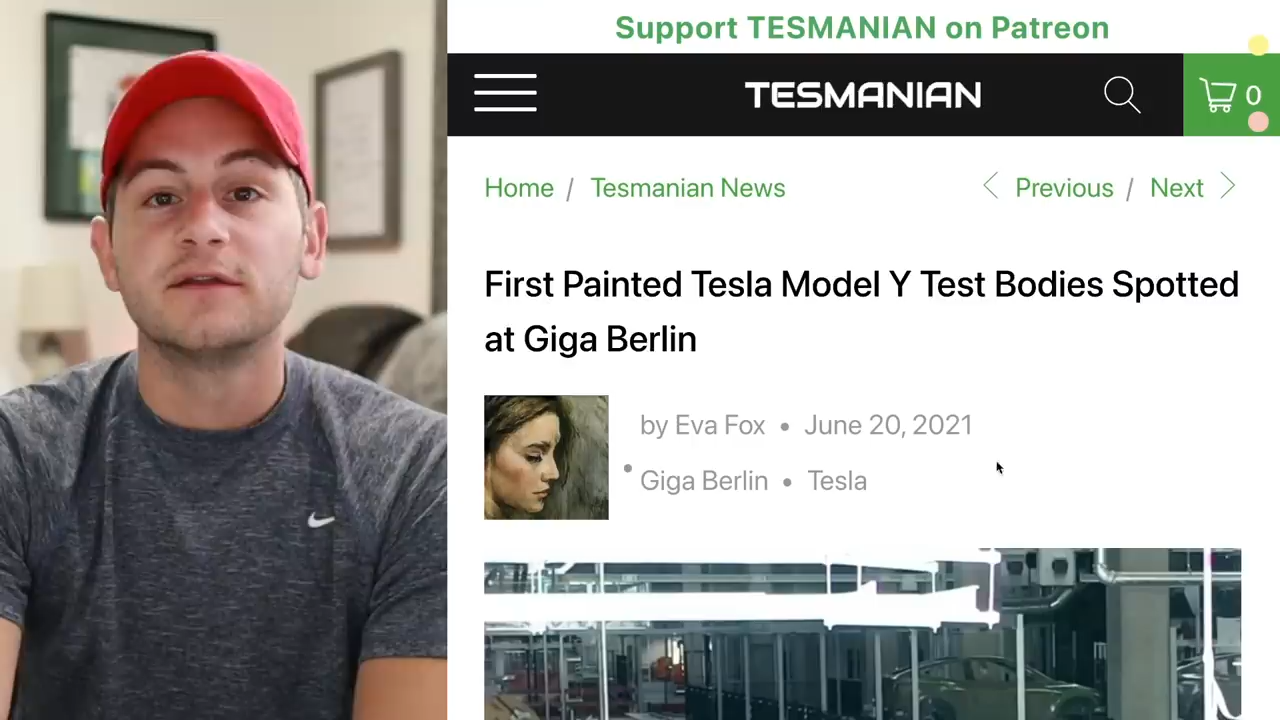 Support TESMANIAN on Patreon
TESMANIAN
0
Home / Tesmanian News
Previous / Next
First Painted Tesla Model Y Test Bodies Spotted
at Giga Berlin
by Eva Fox • June 20, 2021
• Giga Berlin • Tesla